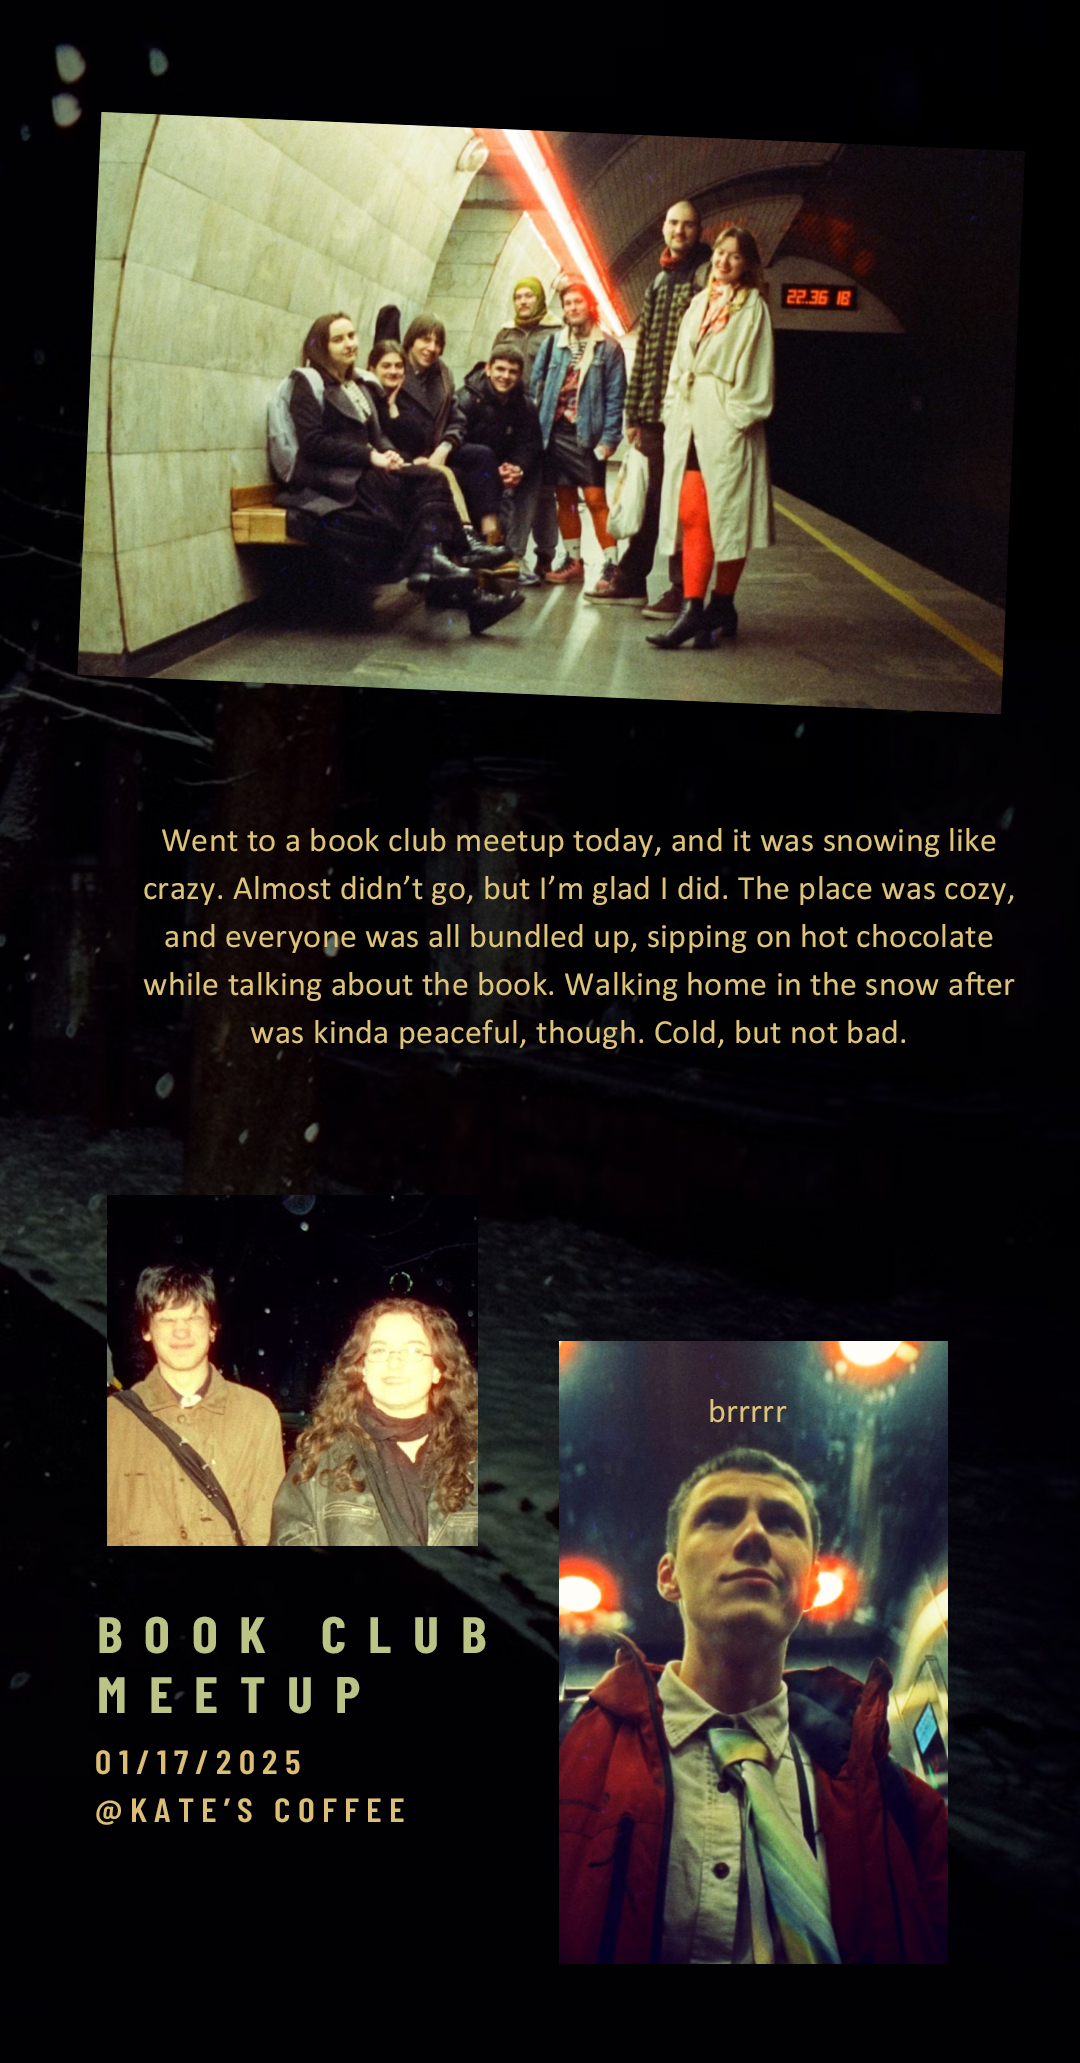 22.36 18
Went to a book club meetup today, and it was snowing like
crazy. Almost didn’t go, but I’m glad I did. The place was cozy,
and everyone was all bundled up, sipping on hot chocolate
while talking about the book. Walking home in the snow after
was kinda peaceful, though. Cold, but not bad.
brrrrr
BOOK CLUB
MEETUP
01/17/2025
@KATE’S COFFEE